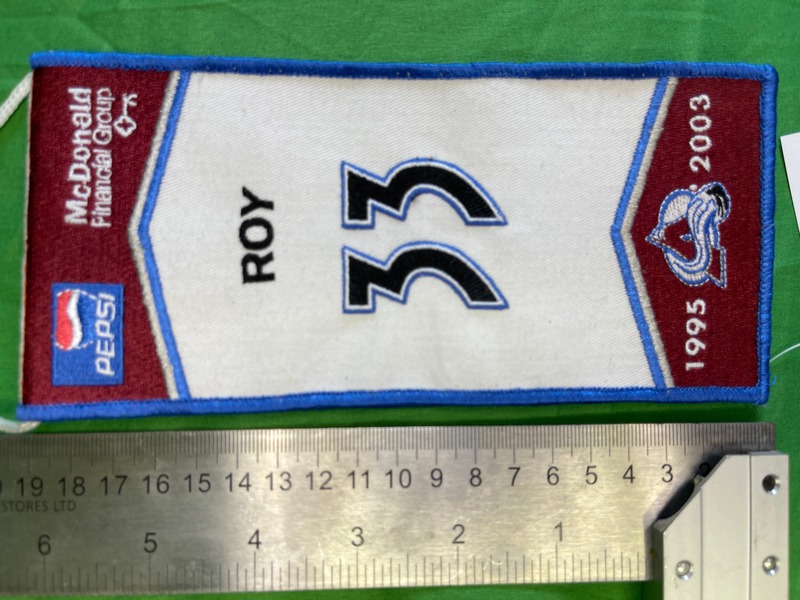 McDonald
Financial Group
PEPSI
ROY
33
1995 2003
19 18 17 16 15 14 13 12 11 10 9 8 7 6 5 4 3
STORES LTD
6 5 4 3 2 1